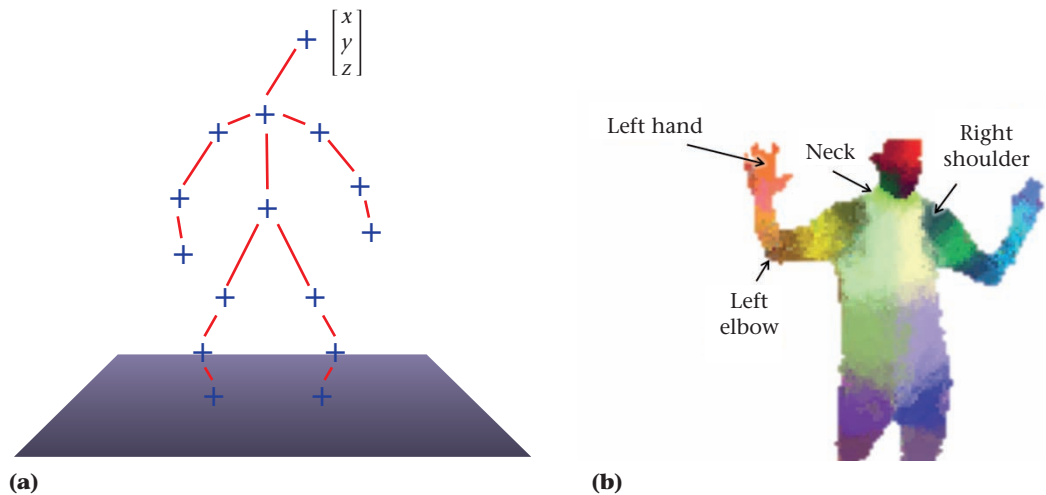 x
y
z
Left hand
Neck
Right
shoulder
Left
elbow
(a)
(b)